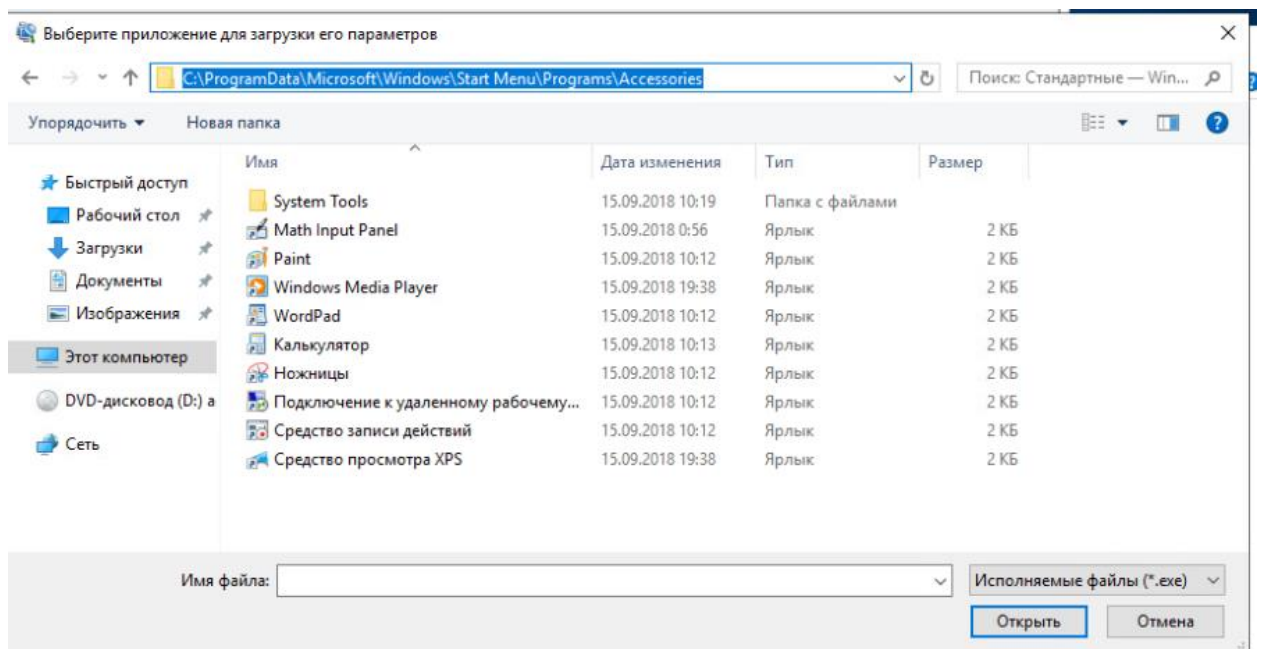 Выберите приложение для загрузки его параметров
C:\ProgramData\Microsoft\Windows\Start Menu\Programs\Accessories
Поиск: Стандартные — Win...
Упорядочить
Новая папка
Имя Дата изменения Тип Размер
Быстрый доступ
Рабочий стол
Загрузки
Документы
Изображения
Этот компьютер
DVD-дисковод (D:) a
Сеть
System Tools 15.09.2018 10:19 Папка с файлами
Math Input Panel 15.09.2018 0:56 Ярлык 2 КБ
Paint 15.09.2018 10:12 Ярлык 2 КБ
Windows Media Player 15.09.2018 19:38 Ярлык 2 КБ
WordPad 15.09.2018 10:12 Ярлык 2 КБ
Калькулятор 15.09.2018 10:13 Ярлык 2 КБ
Ножницы 15.09.2018 10:12 Ярлык 2 КБ
Подключение к удаленному рабочему... 15.09.2018 10:12 Ярлык 2 КБ
Средство записи действий 15.09.2018 10:12 Ярлык 2 КБ
Средство просмотра XPS 15.09.2018 19:38 Ярлык 2 КБ
Имя файла:
Исполняемые файлы (*.exe)
Открыть
Отмена